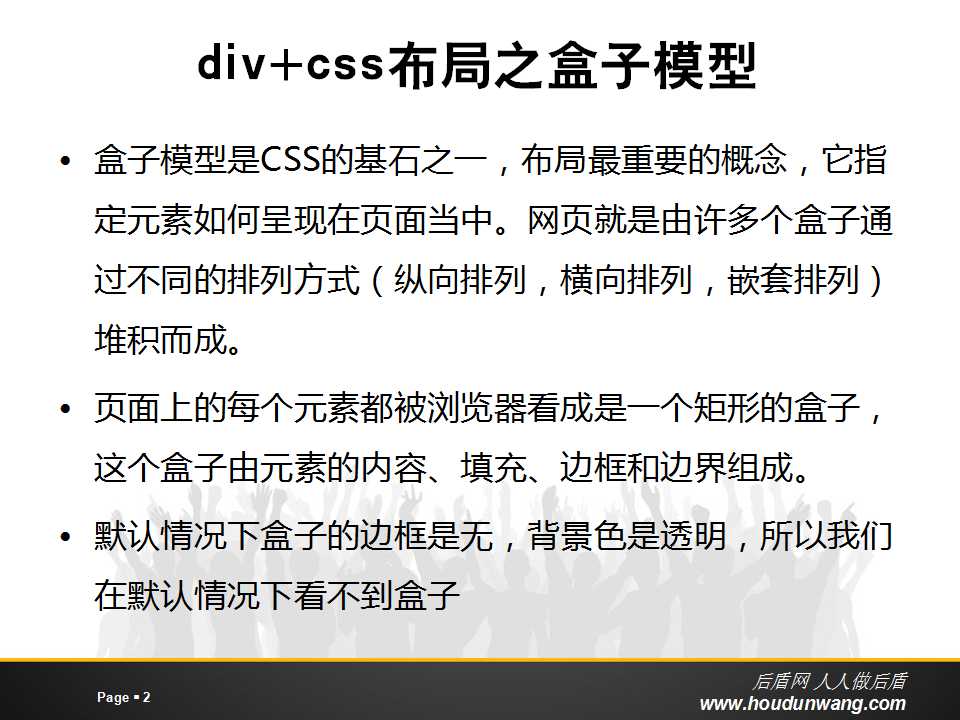 div+css布局之盒子模型
• 盒子模型是CSS的基石之一，布局最重要的概念，它指
定元素如何呈现在页面当中。网页就是由许多个盒子通
过不同的排列方式（纵向排列，横向排列，嵌套排列）
堆积而成。
• 页面上的每个元素都被浏览器看成是一个矩形的盒子，
这个盒子由元素的内容、填充、边框和边界组成。
• 默认情况下盒子的边框是无，背景色是透明，所以我们
在默认情况下看不到盒子
Page ▪ 2
后盾网 人人做后盾
www.houdunwang.com